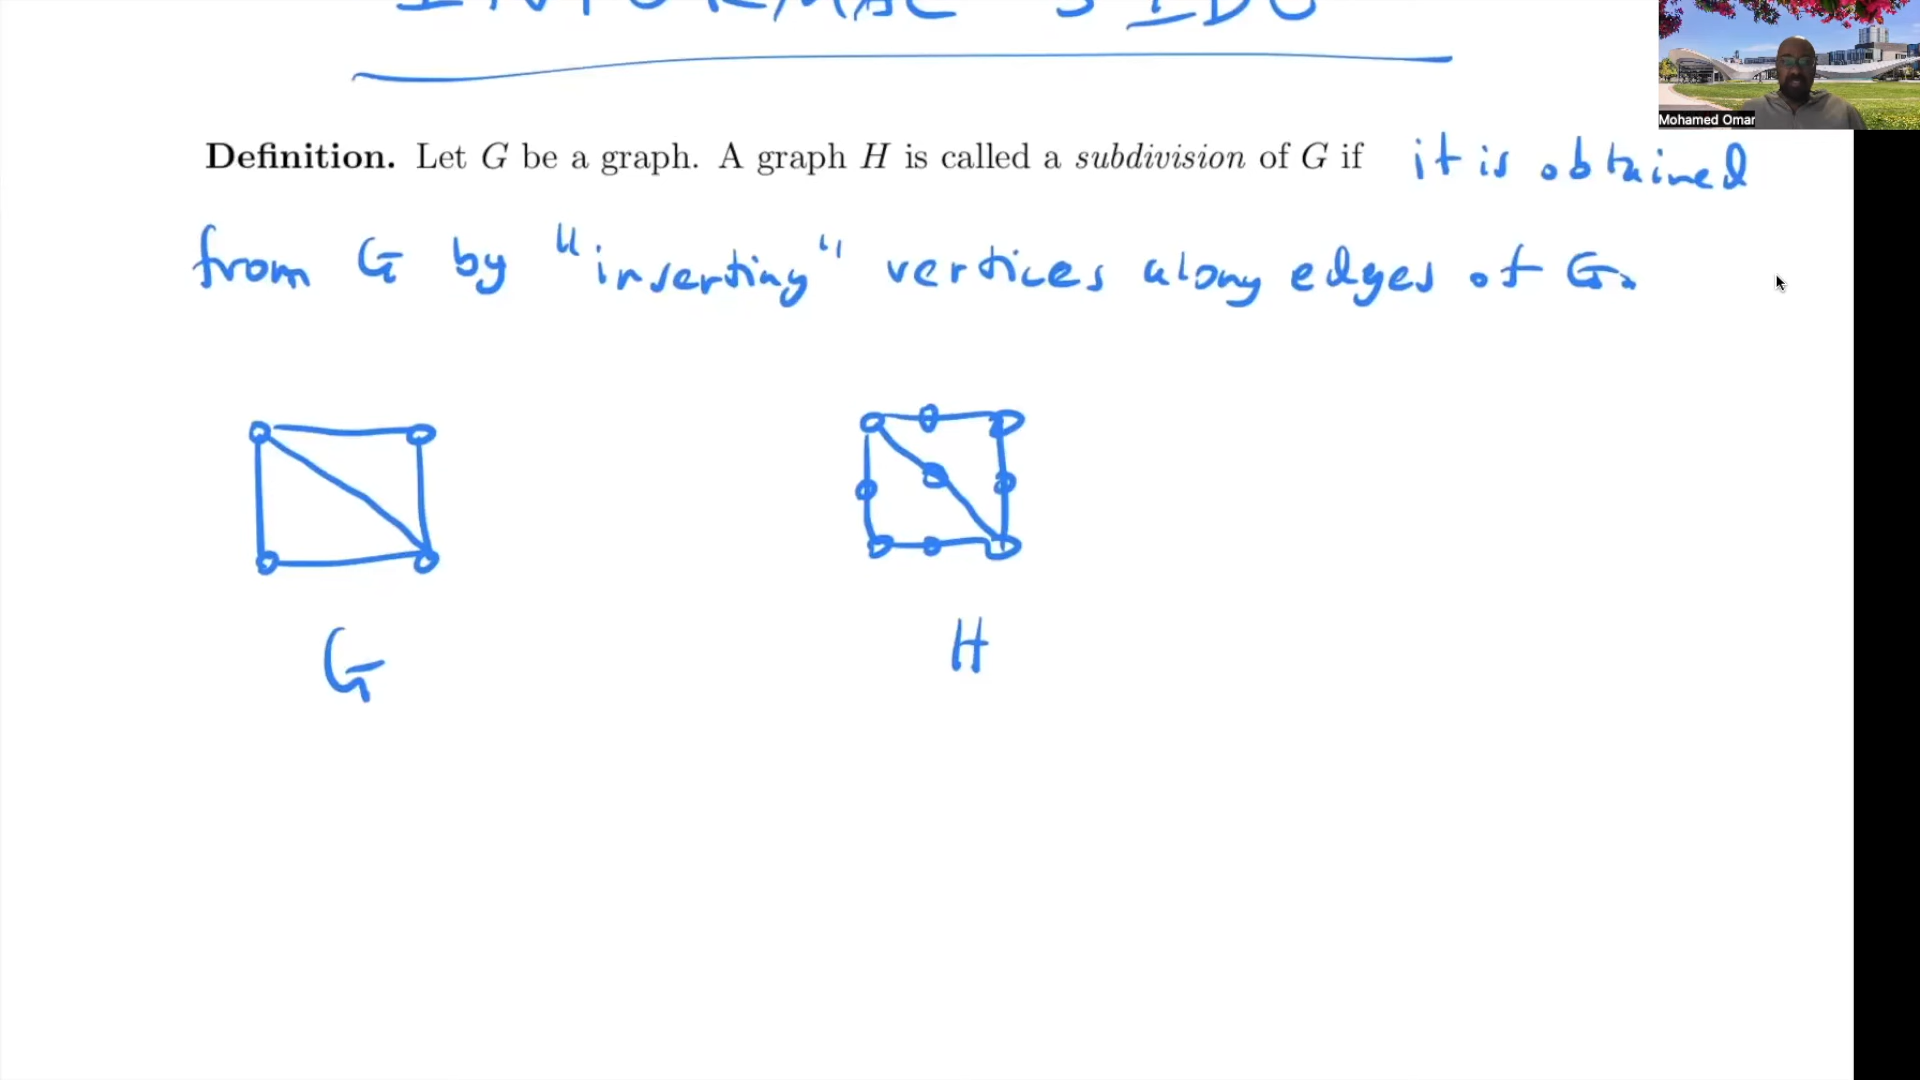 Mohamed Omar
Definition. Let G be a graph. A graph H is called a subdivision of G if it is obtained
from G by "inserting" vertices along edges of G.
G H